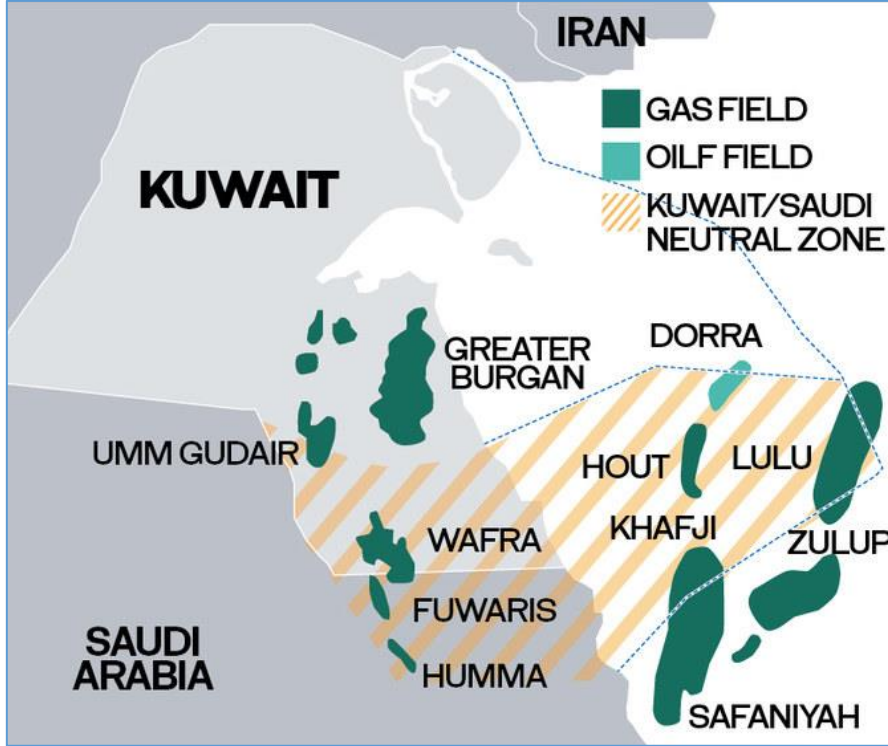 IRAN
GAS FIELD
OILF FIELD
KUWAIT/SAUDI
NEUTRAL ZONE
KUWAIT
DORRA
GREATER
BURGAN
UMM GUDAIR
HOUT
LULU
KHAFJI
WAFRA
ZULUP
FUWARIS
SAUDI
ARABIA
HUMMA
SAFANIYAH